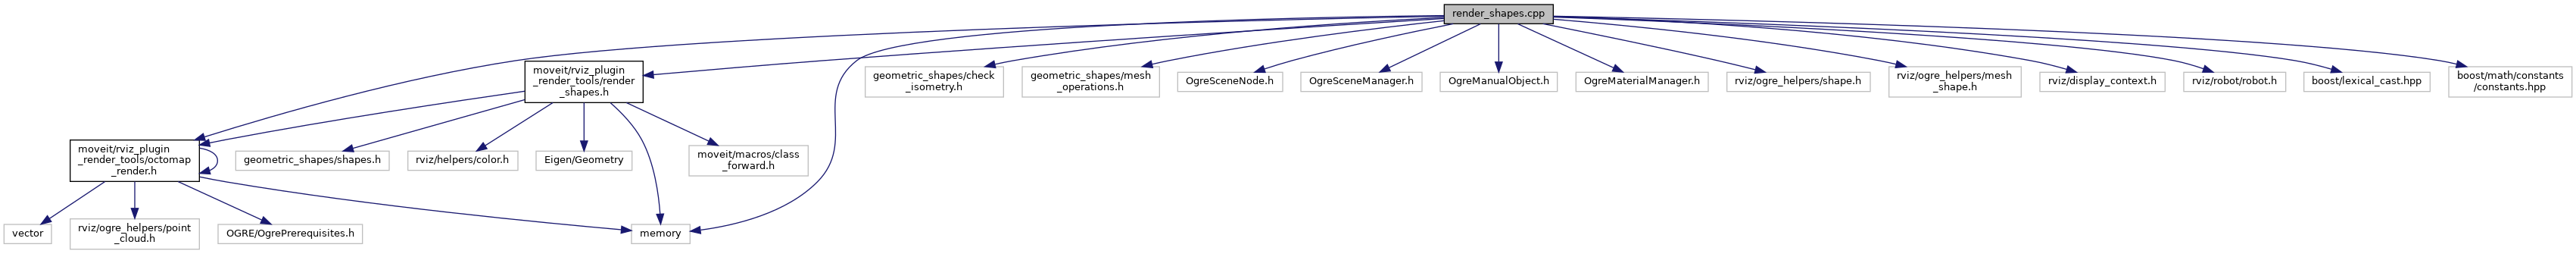 render_shapes.cpp
moveit/rviz_plugin
_render_tools/render
_shapes.h
geometric_shapes/check
_isometry.h
geometric_shapes/mesh
_operations.h
OgreSceneNode.h
OgreSceneManager.h
OgreManualObject.h
OgreMaterialManager.h
rviz/ogre_helpers/shape.h
rviz/ogre_helpers/mesh
_shape.h
rviz/display_context.h
rviz/robot/robot.h
boost/lexical_cast.hpp
boost/math/constants
/constants.hpp
moveit/rviz_plugin
_render_tools/octomap
_render.h
geometric_shapes/shapes.h
rviz/helpers/color.h
Eigen/Geometry
moveit/macros/class
_forward.h
vector
rviz/ogre_helpers/point
_cloud.h
OGRE/OgrePrerequisites.h
memory